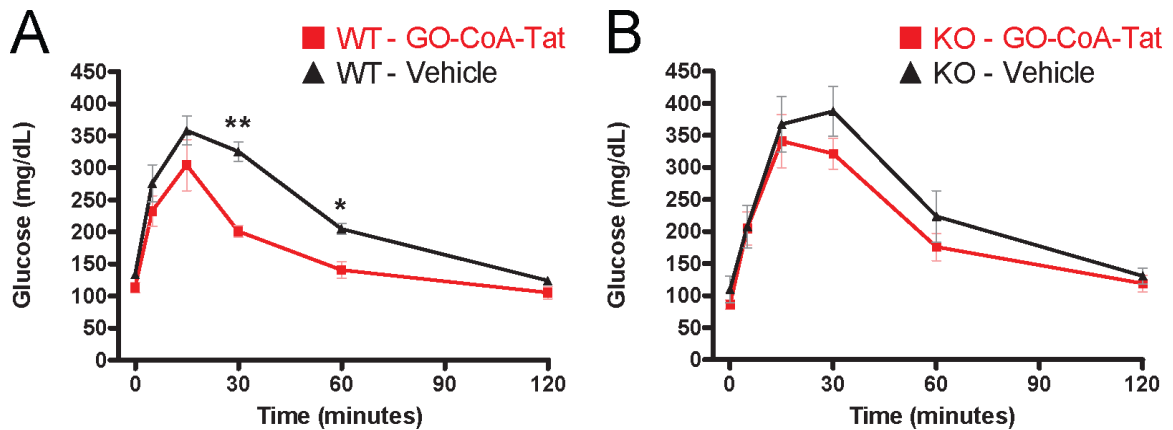 A
WT - GO-CoA-Tat
WT - Vehicle
Glucose (mg/dL)
450
400
350
300
250
200
150
100
50
0
**
*
0 30 60 90 120
Time (minutes)
B
KO - GO-CoA-Tat
KO - Vehicle
Glucose (mg/dL)
450
400
350
300
250
200
150
100
50
0
0 30 60 90 120
Time (minutes)